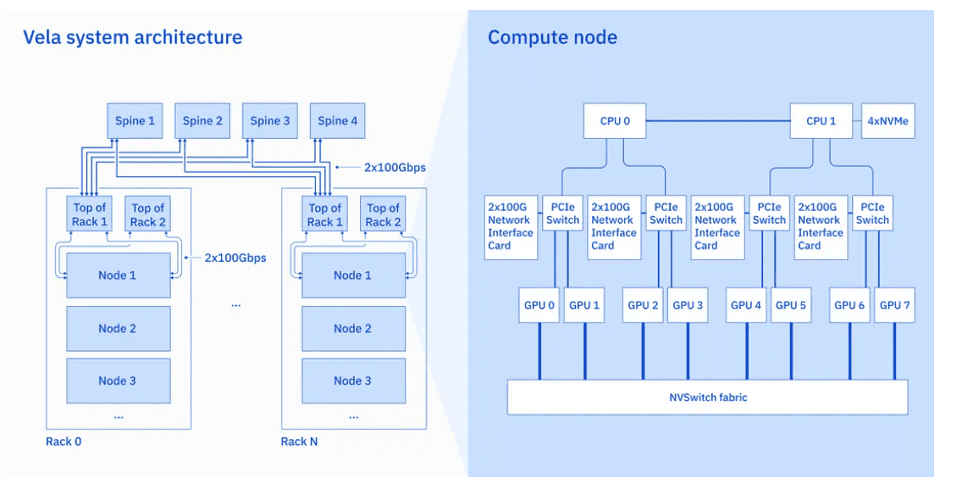 Vela system architecture
Spine 1
Spine 2
Spine 3
Spine 4
2x100Gbps
Top of
Rack 1
Top of
Rack 2
Top of
Rack 1
Top of
Rack 2
2x100Gbps
Node 1
Node 2
Node 3
...
Rack 0
...
Node 1
Node 2
Node 3
...
Rack N
Compute node
CPU 0
CPU 1
4xNVMe
2x100G
Network
Interface
Card
PCIe
Switch
2x100G
Network
Interface
Card
PCIe
Switch
2x100G
Network
Interface
Card
PCIe
Switch
2x100G
Network
Interface
Card
PCIe
Switch
GPU 0
GPU 1
GPU 2
GPU 3
GPU 4
GPU 5
GPU 6
GPU 7
NVSwitch fabric